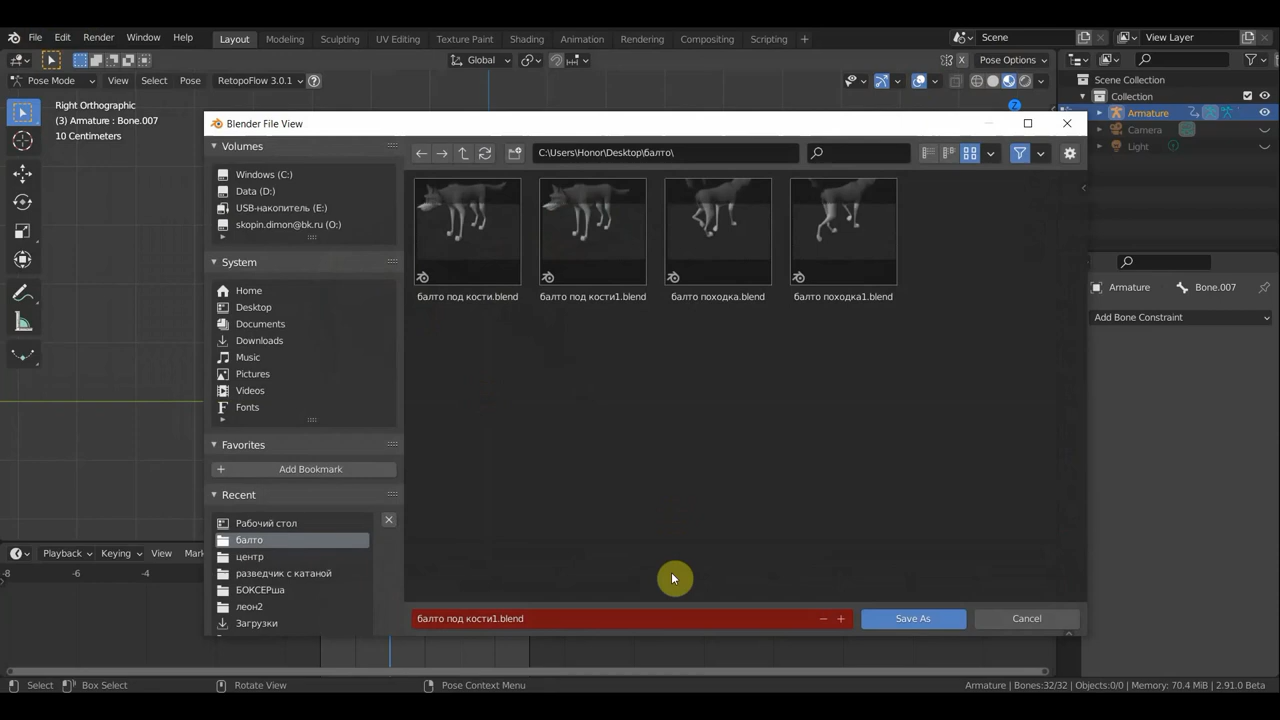 File Edit Render Window Help Layout Modeling Sculpting UV Editing Texture Paint Shading Animation Rendering Compositing Scripting + Scene View Layer
Pose Mode View Select Pose RetopoFlow 3.0.1 Global X Pose Options
Right Orthographic
(3) Armature : Bone.007
10 Centimeters
Z
Scene Collection
Collection
Armature
Camera
Light
Armature Bone.007
Add Bone Constraint
Blender File View
Volumes
Windows (C:)
Data (D:)
USB-накопитель (E:)
skopin.dimon@bk.ru (O:)
System
Home
Desktop
Documents
Downloads
Music
Pictures
Videos
Fonts
Favorites
Add Bookmark
Recent
Рабочий стол
балто
центр
разведчик с катаной
БОКСЕРша
леон2
Загрузки
C:\Users\Honor\Desktop\балто\
балто под кости.blend балто под кости1.blend балто походка.blend балто походка1.blend
балто под кости1.blend Save As Cancel
Playback Keying View Mark
-8 -6 -4
Select Box Select Rotate View Pose Context Menu Armature | Bones:32/32 | Objects:0/0 | Memory: 70.4 MiB | 2.91.0 Beta